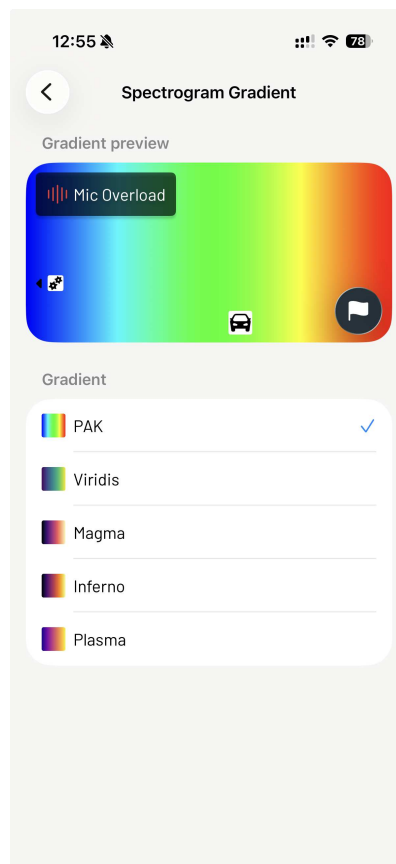 12:55
78
Spectrogram Gradient
Gradient preview
Mic Overload
Gradient
PAK
Viridis
Magma
Inferno
Plasma